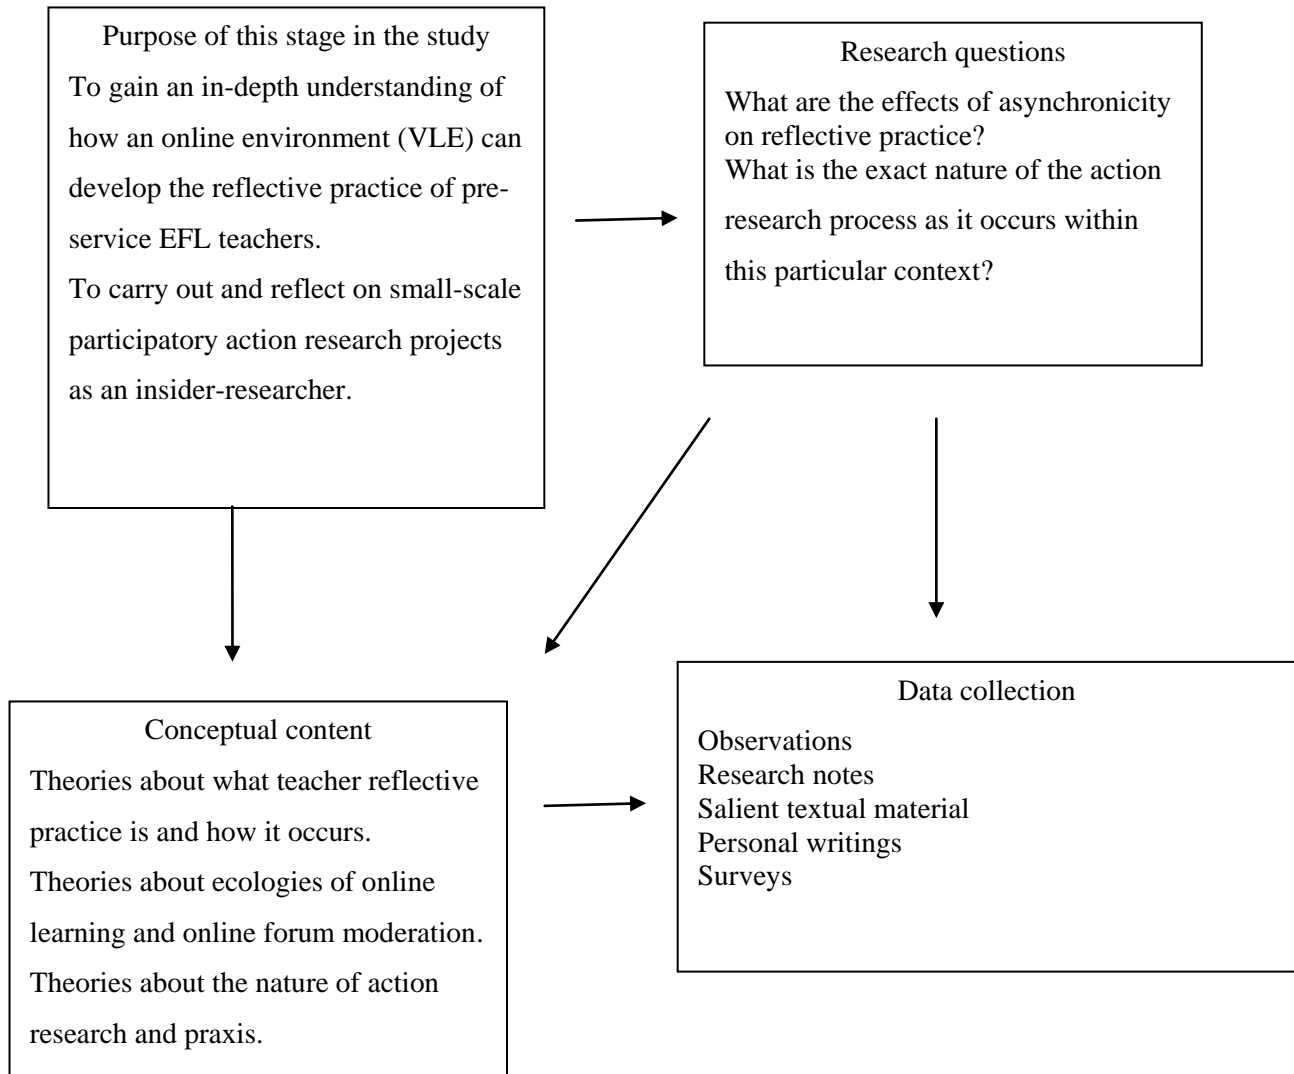 Purpose of this stage in the study
To gain an in-depth understanding of
how an online environment (VLE) can
develop the reflective practice of pre-
service EFL teachers.
To carry out and reflect on small-scale
participatory action research projects
as an insider-researcher.
Research questions
What are the effects of asynchronicity
on reflective practice?
What is the exact nature of the action
research process as it occurs within
this particular context?
Conceptual content
Theories about what teacher reflective
practice is and how it occurs.
Theories about ecologies of online
learning and online forum moderation.
Theories about the nature of action
research and praxis.
Data collection
Observations
Research notes
Salient textual material
Personal writings
Surveys